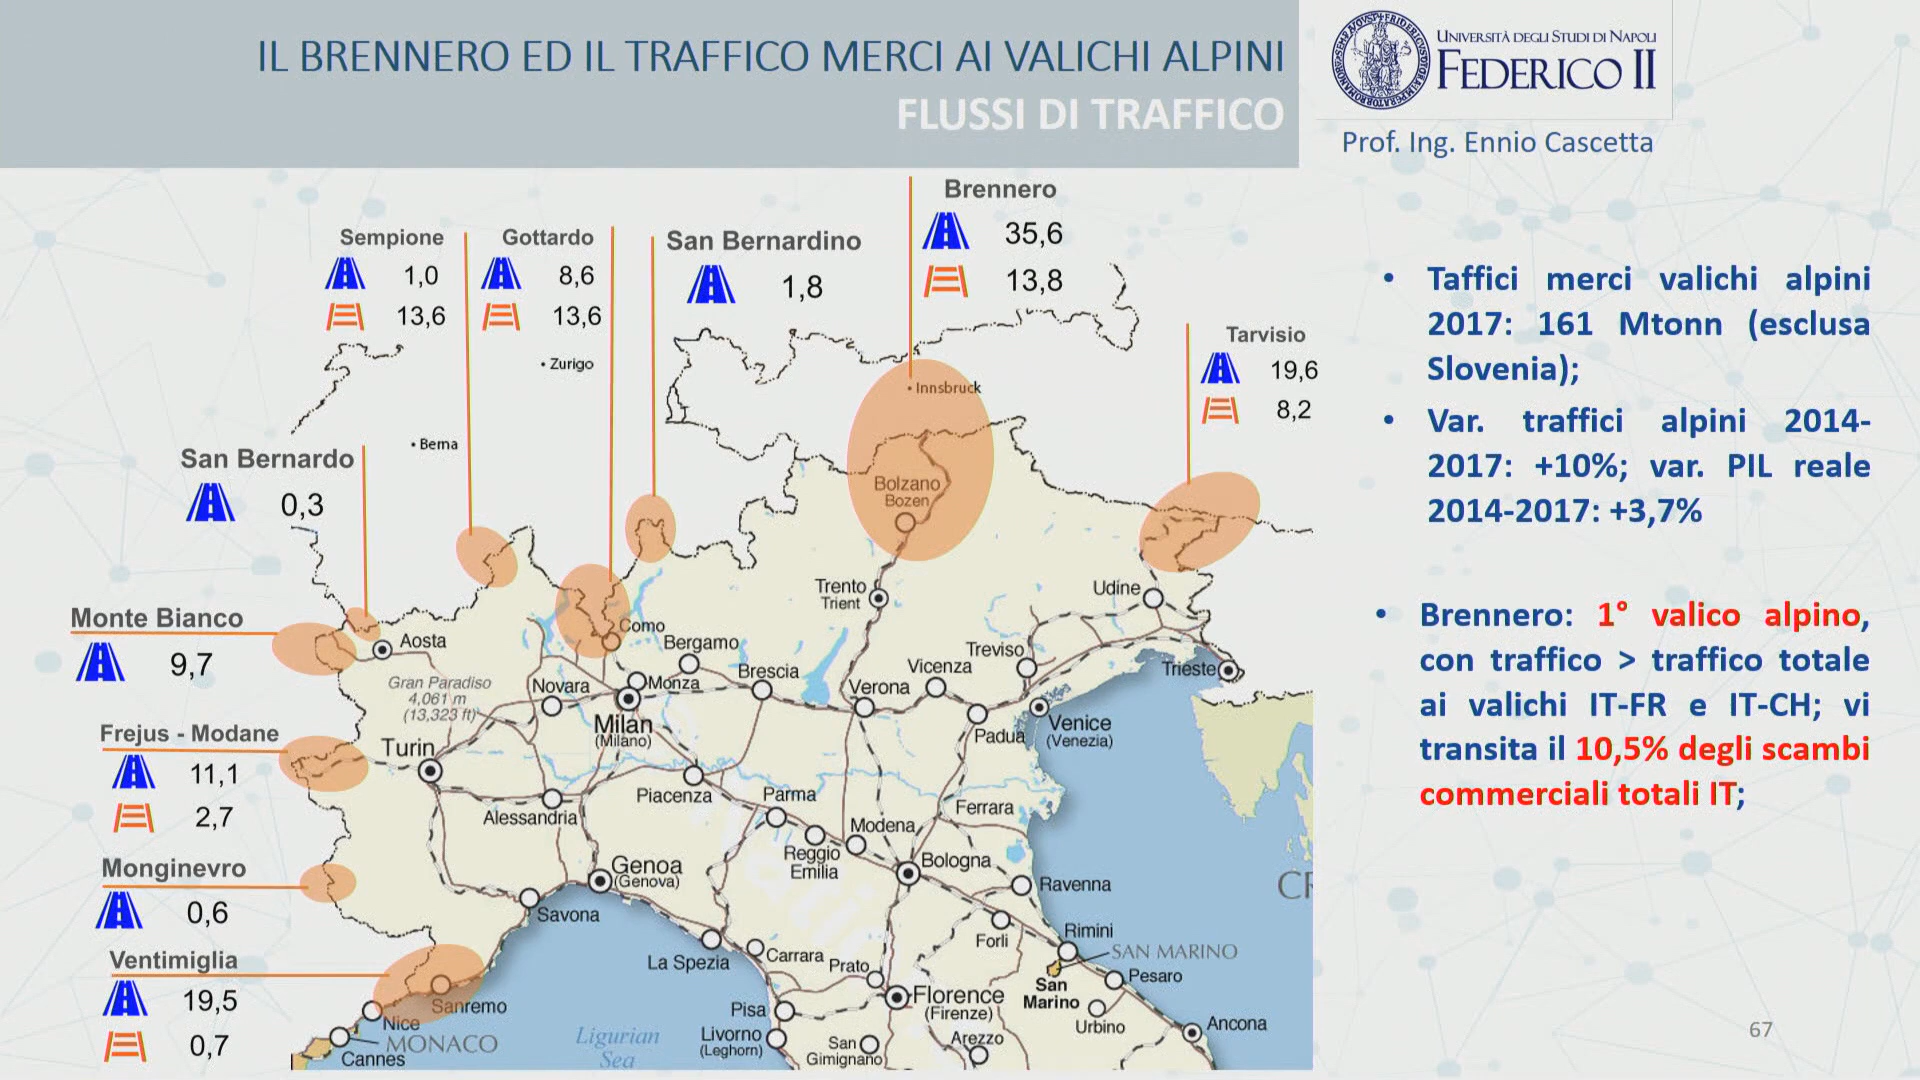 IL BRENNERO ED IL TRAFFICO MERCI AI VALICHI ALPINI
FLUSSI DI TRAFFICO
UNIVERSITÀ DEGLI STUDI DI NAPOLI
FEDERICO II
Prof. Ing. Ennio Cascetta
Brennero
35,6
13,8
Sempione
1,0
13,6
Gottardo
8,6
13,6
San Bernardino
1,8
Tarvisio
19,6
8,2
San Bernardo
0,3
Monte Bianco
9,7
Frejus - Modane
11,1
2,7
Monginevro
0,6
Ventimiglia
19,5
0,7
Zurigo
Berna
Innsbruck
Bolzano
Bozen
Trento
Trient
Udine
Aosta
Como
Bergamo
Treviso
Trieste
Gran Paradiso
4,061 m
(13,323 ft)
Novara
Monza
Brescia
Verona
Vicenza
Milan
(Milano)
Padua
Venice
(Venezia)
Turin
Piacenza
Parma
Ferrara
Alessandria
Modena
Reggio
Emilia
Bologna
Genoa
(Genova)
Ravenna
CR
Savona
Forli
Rimini
La Spezia
Carrara
Prato
SAN MARINO
Pesaro
San
Marino
Sanremo
Florence
(Firenze)
Pisa
Urbino
Nice
MONACO
Cannes
Ligurian
Sea
Livorno
(Leghorn)
San
Gimignano
Arezzo
Ancona
• Taffici merci valichi alpini
2017: 161 Mtonn (esclusa
Slovenia);
• Var. traffici alpini 2014-
2017: +10%; var. PIL reale
2014-2017: +3,7%
• Brennero: 1° valico alpino,
con traffico > traffico totale
ai valichi IT-FR e IT-CH; vi
transita il 10,5% degli scambi
commerciali totali IT;
67